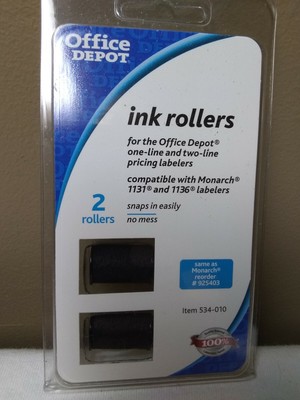 Office
DEPOT
ink rollers
for the Office Depot®
one-line and two-line
pricing labelers
compatible with Monarch®
1131® and 1136® labelers
2
rollers
snaps in easily
no mess
same as
Monarch®
reorder
# 925403
Item 534-010
100%